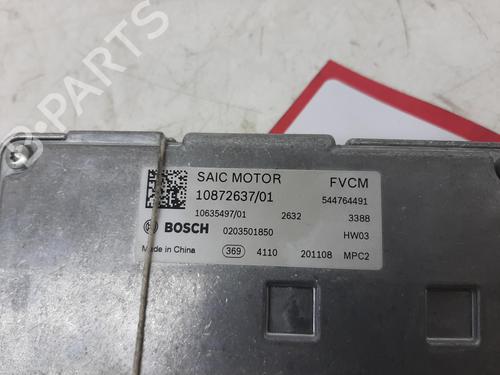 B-PARTS
SAIC MOTOR FVCM
10872637/01 544764491
10635497/01 2632 3388
BOSCH 0203501850 HW03
Made in China 369 4110 201108 MPC2